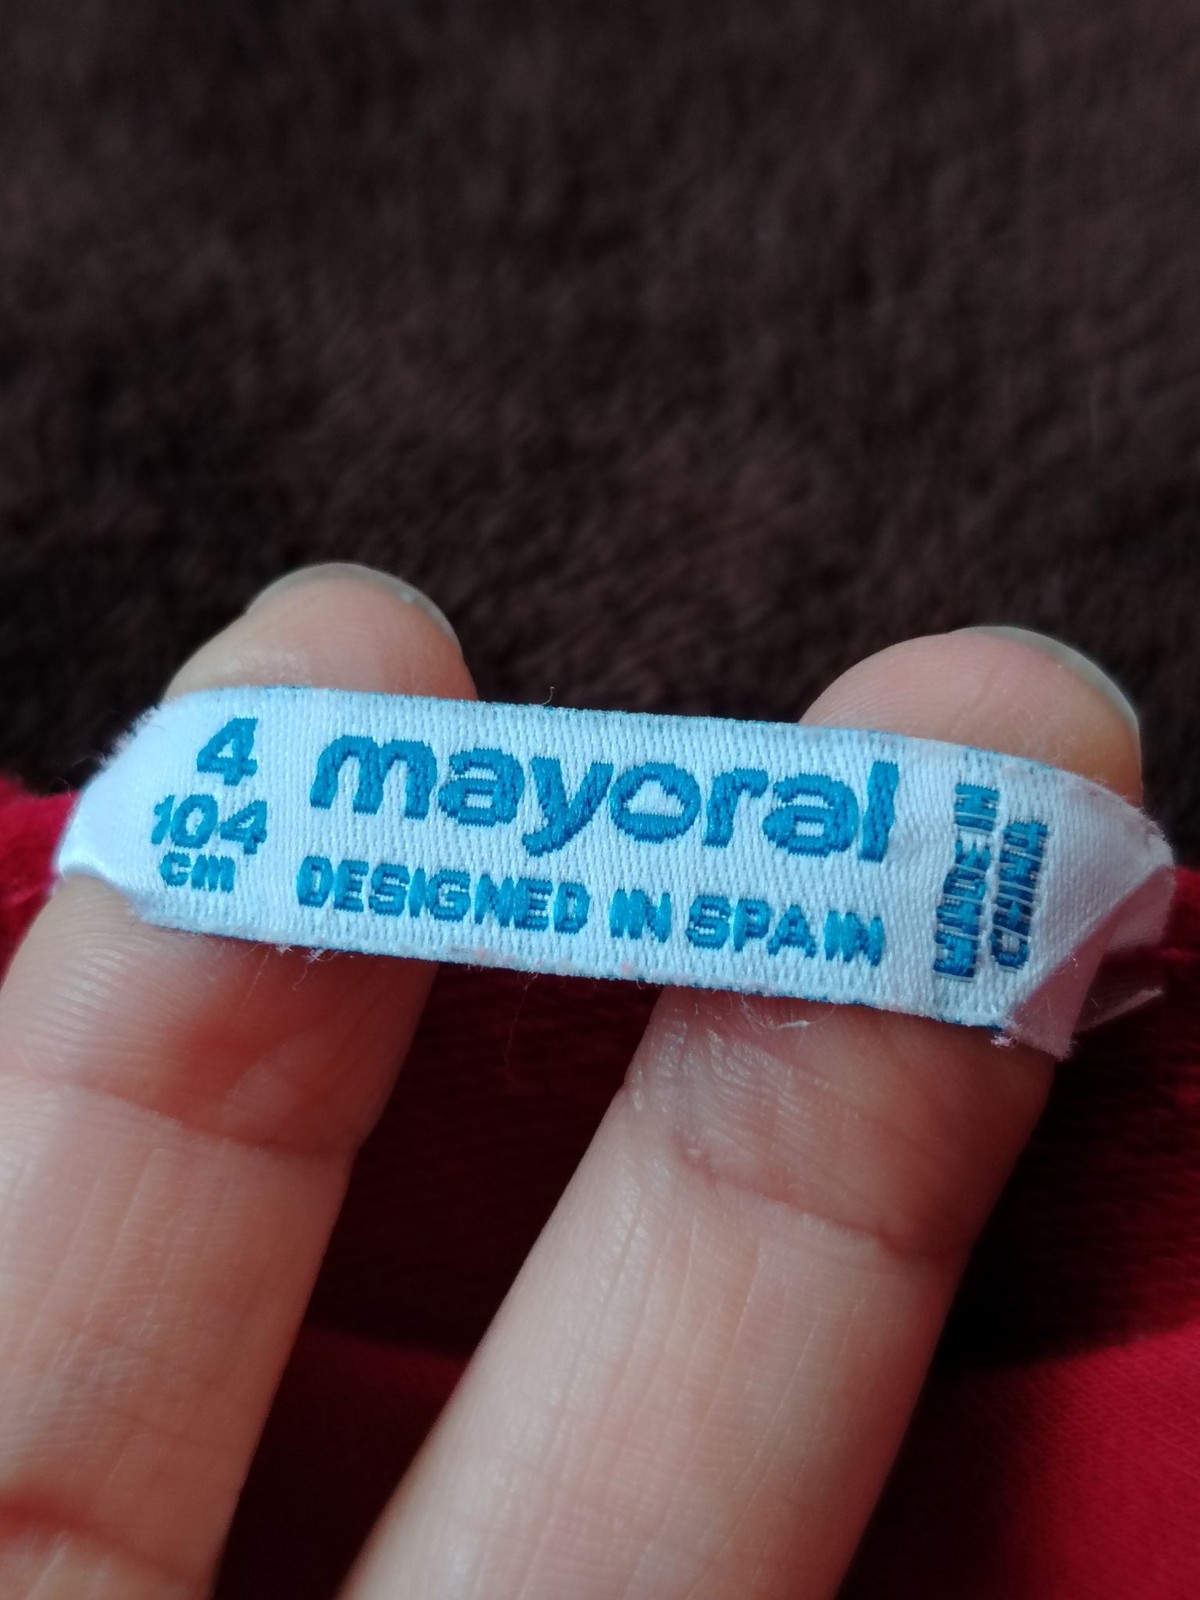 4
104
cm
mayoral
DESIGNED IN SPAIN
MADE IN
CHINA